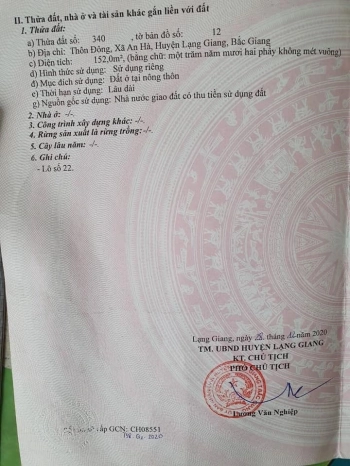 II. Thửa đất, nhà ở và tài sản khác gắn liền với đất
1. Thửa đất:
a) Thửa đất số: 340 , tờ bản đồ số: 12
b) Địa chỉ: Thôn Đông, Xã An Hà, Huyện Lạng Giang, Bắc Giang
c) Diện tích: 152,0m², (bằng chữ: một trăm năm mươi hai phẩy không mét vuông)
d) Hình thức sử dụng: Sử dụng riêng
đ) Mục đích sử dụng: Đất ở tại nông thôn
e) Thời hạn sử dụng: Lâu dài
g) Nguồn gốc sử dụng: Nhà nước giao đất có thu tiền sử dụng đất
2. Nhà ở: -/-.
3. Công trình xây dựng khác: -/-.
4. Rừng sản xuất là rừng trồng: -/-.
5. Cây lâu năm: -/-.
6. Ghi chú:
- Lô số 22.
Lạng Giang, ngày tháng 12 năm 2020
TM. UBND HUYỆN LẠNG GIANG
KT. CHỦ TỊCH
PHÓ CHỦ TỊCH
Dương Văn Nghiệp
cấp GCN: CH08551